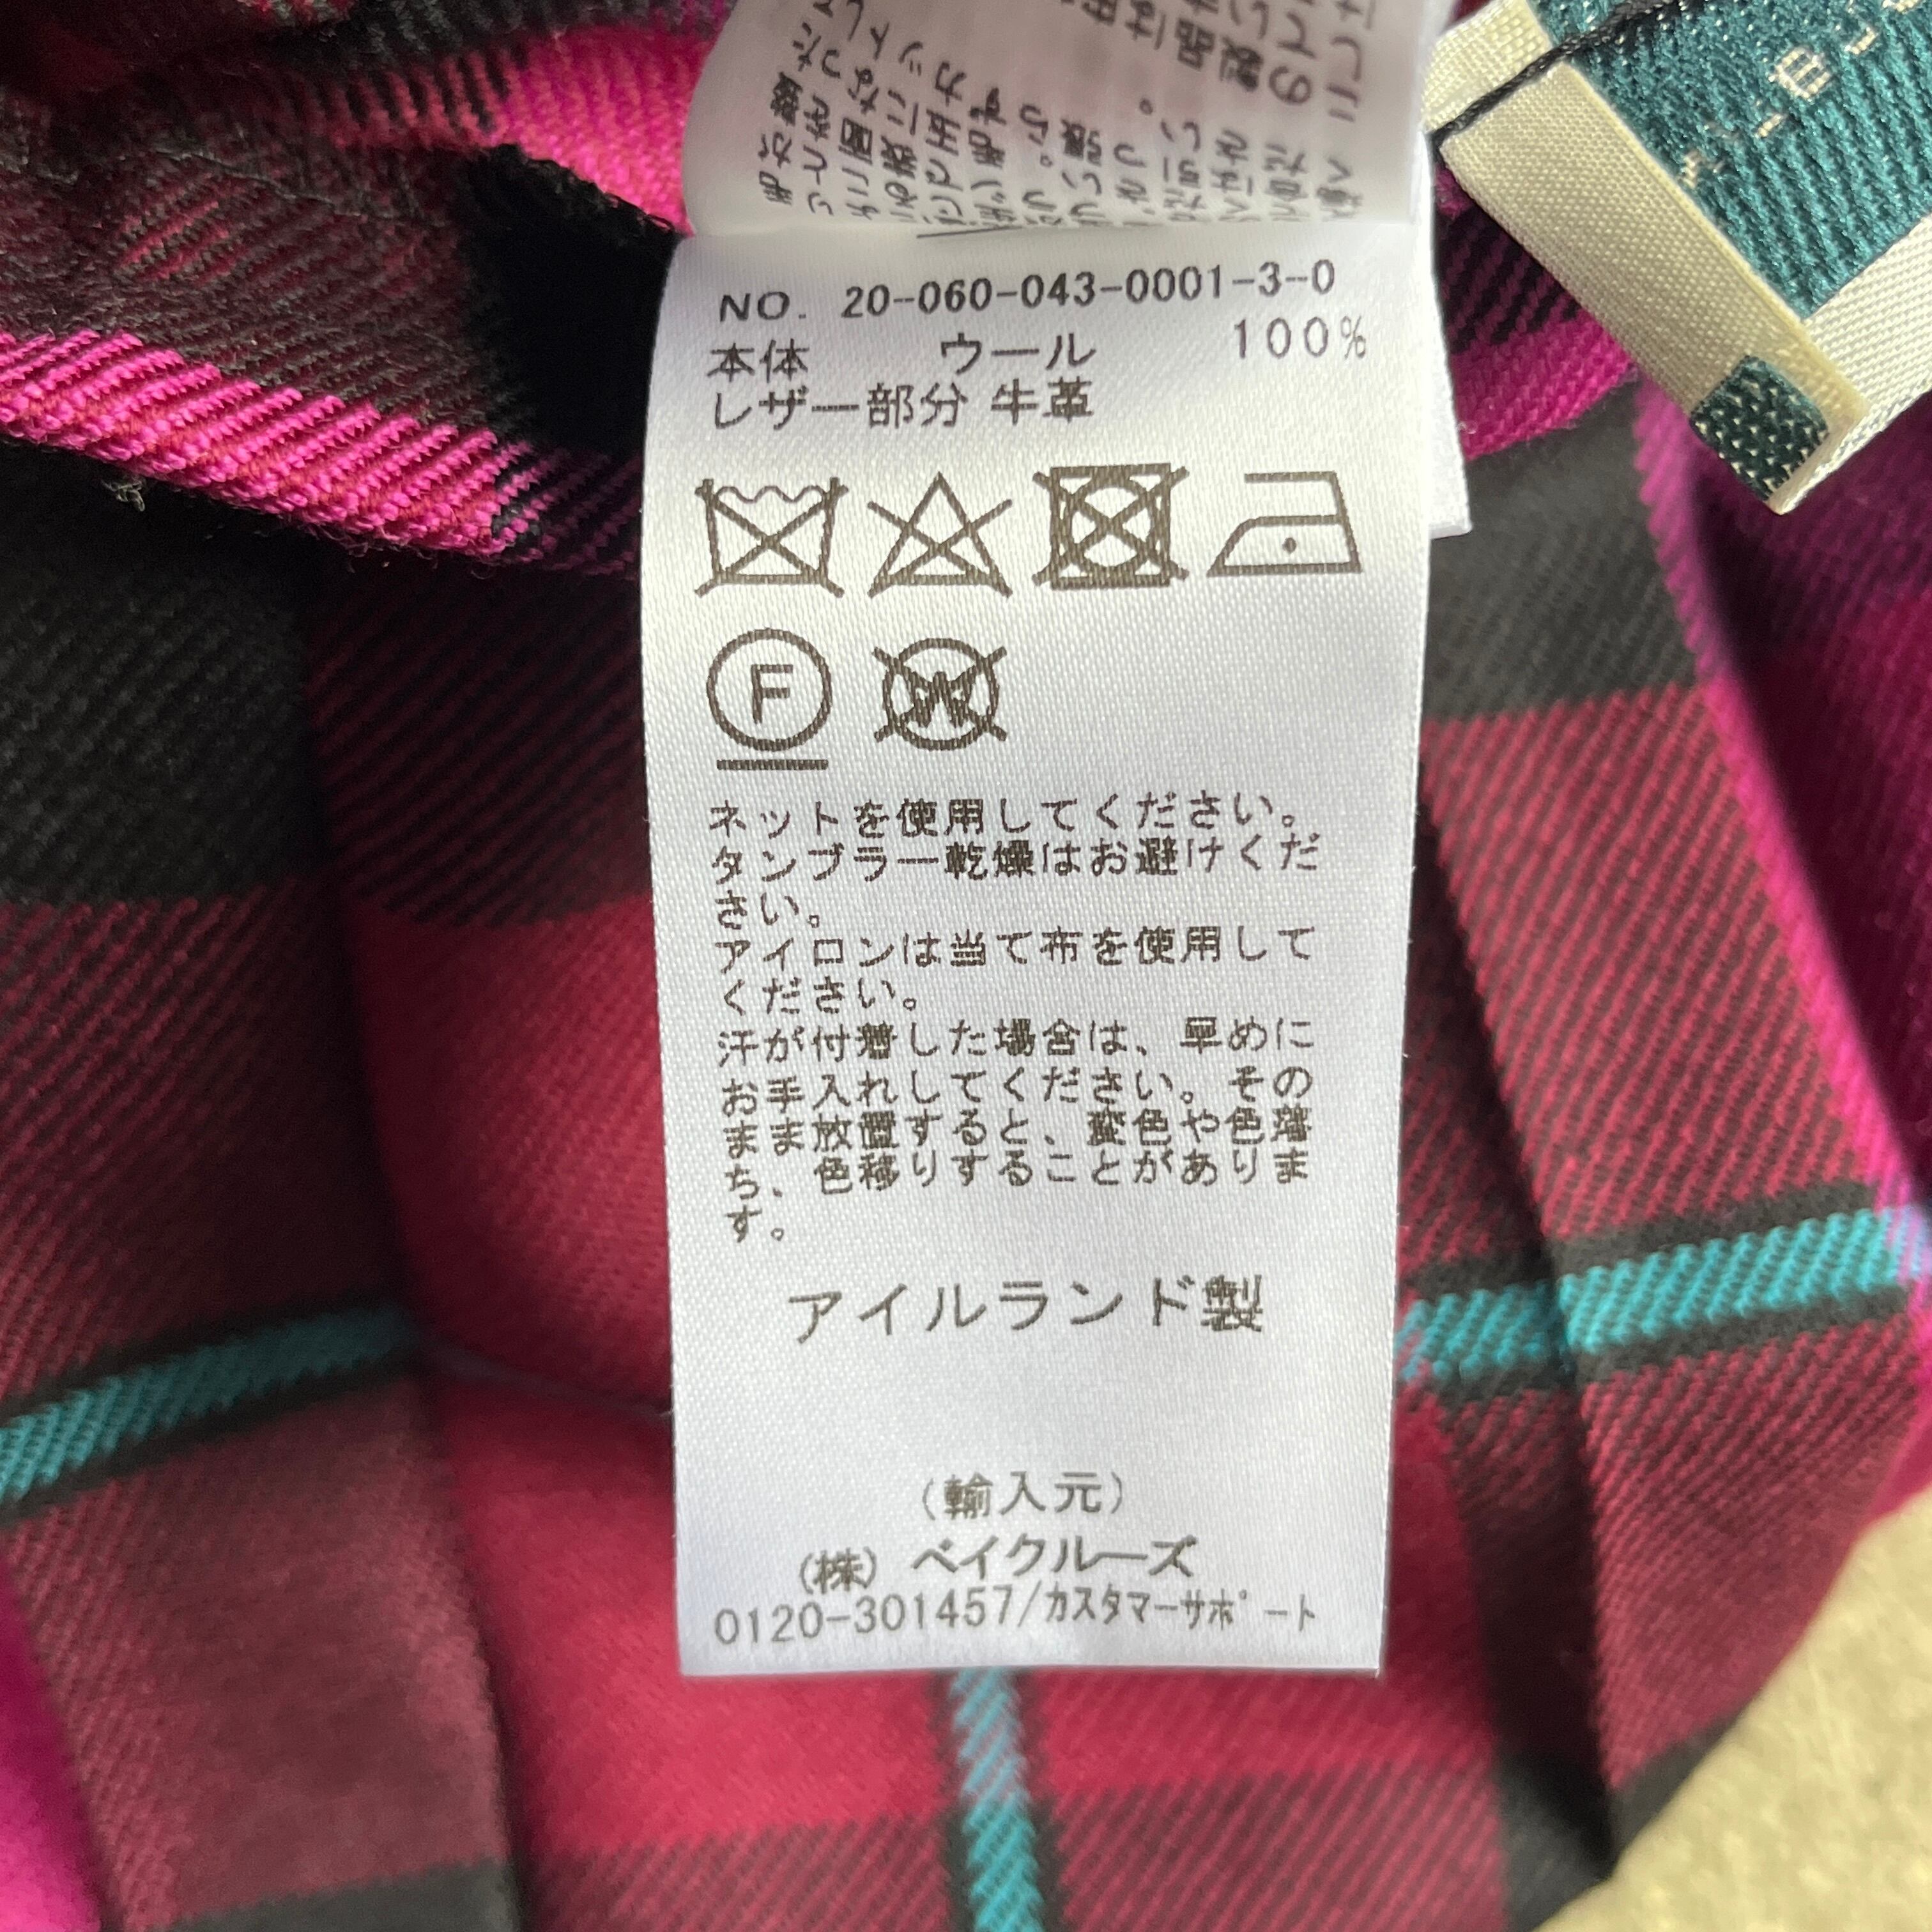 NO. 20-060-043-0001-3-0
本体 ウール 100%
レザー部分 牛革
F
W
ネットを使用してください。
タンブラー乾燥はお避けくだ
さい。
アイロンは当て布を使用して
ください。
汗が付着した場合は、早めに
お手入れしてください。その
まま放置すると、変色や色落
ち、色移りすることがありま
す。
アイルランド製
(輸入元)
(株) ベイクルーズ
0120-301457/カスタマーサポート